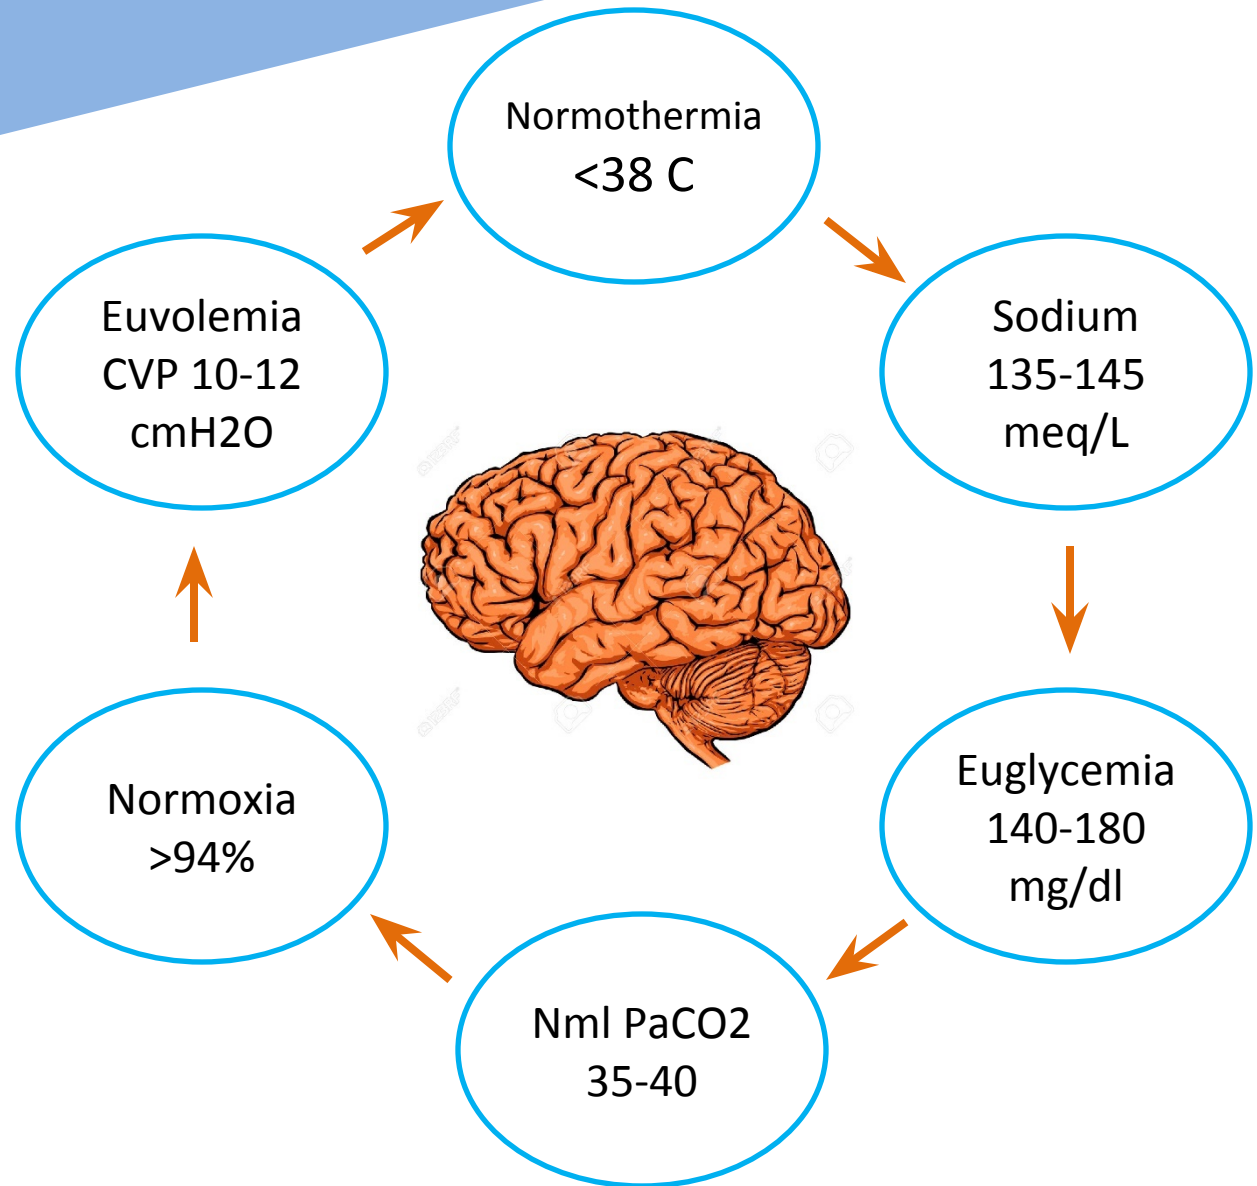 Normothermia
<38 C
Sodium
135-145
meq/L
Euglycemia
140-180
mg/dl
Nml PaCO2
35-40
Normoxia
>94%
Euvolemia
CVP 10-12
cmH2O